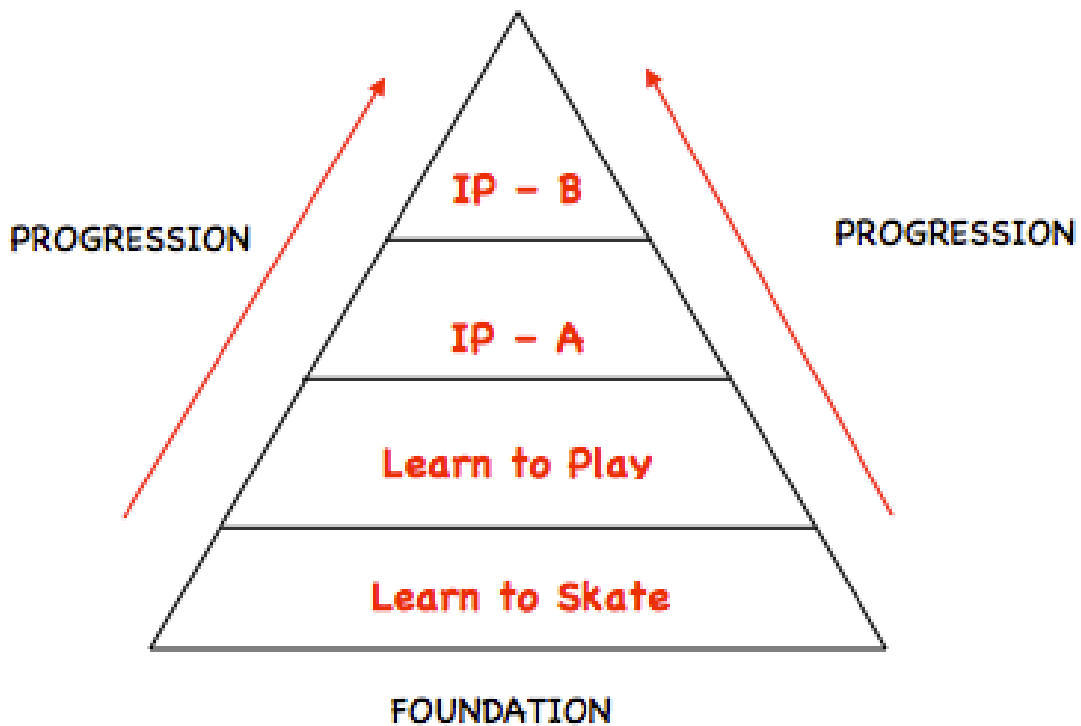 IP - B
PROGRESSION
PROGRESSION
IP - A
Learn to Play
Learn to Skate
FOUNDATION